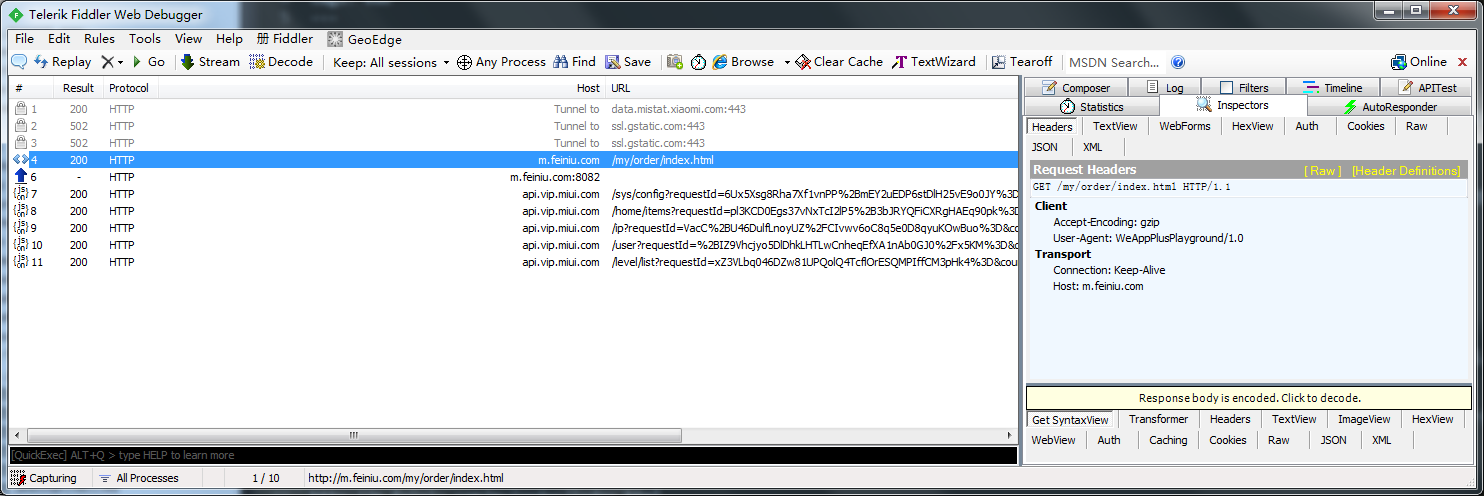 Telerik Fiddler Web Debugger
File Edit Rules Tools View Help 册 Fiddler GeoEdge
Replay Go Stream Decode Keep: All sessions Any Process Find Save Browse Clear Cache TextWizard Tearoff MSDN Search... Online
# Result Protocol Host URL
1 200 HTTP Tunnel to data.mistat.xiaomi.com:443
2 502 HTTP Tunnel to ssl.gstatic.com:443
3 502 HTTP Tunnel to ssl.gstatic.com:443
4 200 HTTP m.feiniu.com /my/order/index.html
6 - HTTP m.feiniu.com:8082
7 200 HTTP api.vip.miui.com /sys/config?requestId=6Ux5Xsg8Rha7Xf1vnPP%2BmEY2uEDP6stDlH25vE9o0JY%3D
8 200 HTTP api.vip.miui.com /home/items?requestId=pl3KCD0Egs37vNxTcI2lP5%2B3bJRYQFiCXRgHAEq90pk%3D
9 200 HTTP api.vip.miui.com /ip?requestId=VacC%2BU46DulfLnoyUZ%2FCIvwv6oC8q5e0D8qyuKOwBuo%3D&co
10 200 HTTP api.vip.miui.com /user?requestId=%2BIZ9Vhcjyo5DlDhkLHTLwCnheqEfXA1nAb0GJ0%2Fx5KM%3D&
11 200 HTTP api.vip.miui.com /level/list?requestId=xZ3VLbq046DZw81UPQolQ4TcflOrESQMPIffCM3pHk4%3D&cou
[QuickExec] ALT+Q > type HELP to learn more
Capturing All Processes 1 / 10 http://m.feiniu.com/my/order/index.html
Composer Log Filters Timeline APITest
Statistics Inspectors AutoResponder
Headers TextView WebForms HexView Auth Cookies Raw
JSON XML
Request Headers [ Raw ] [Header Definitions]
GET /my/order/index.html HTTP/1.1
Client
Accept-Encoding: gzip
User-Agent: WeAppPlusPlayground/1.0
Transport
Connection: Keep-Alive
Host: m.feiniu.com
Response body is encoded. Click to decode.
Get SyntaxView Transformer Headers TextView ImageView HexView
WebView Auth Caching Cookies Raw JSON XML